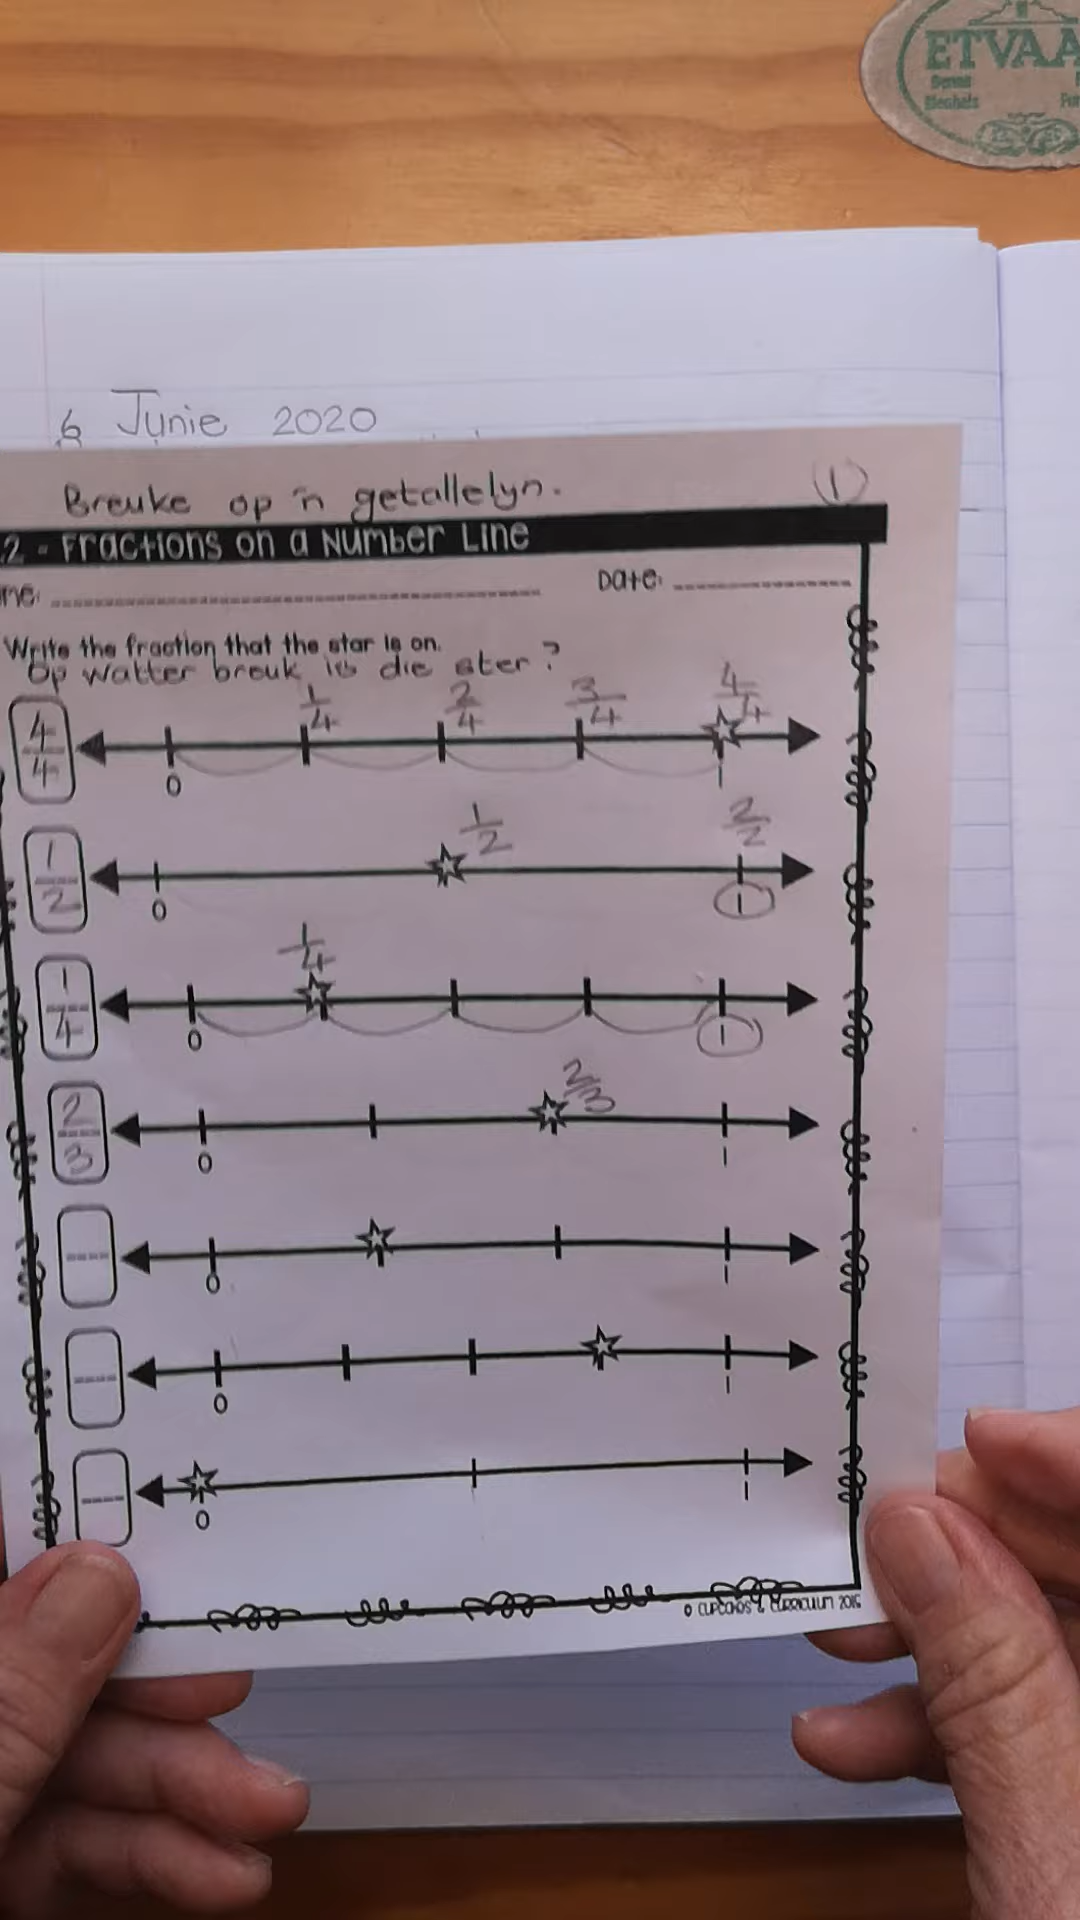 ETVAA
6 Junie 2020
Breuke op 'n getallelyn. (1)
.2 - Fractions on a Number Line
me: Date:
Write the fraction that the star is on.
Op watter breuk is die ster?
1/4 2/4 3/4 4/4
4/4
0 1
1/2 2/2
1/2
0 1
1/4
1/4
0 1
2/3
2/3
0 1
0 1
0 1
0 1
© CUPCAKES & CURRICULUM 2015